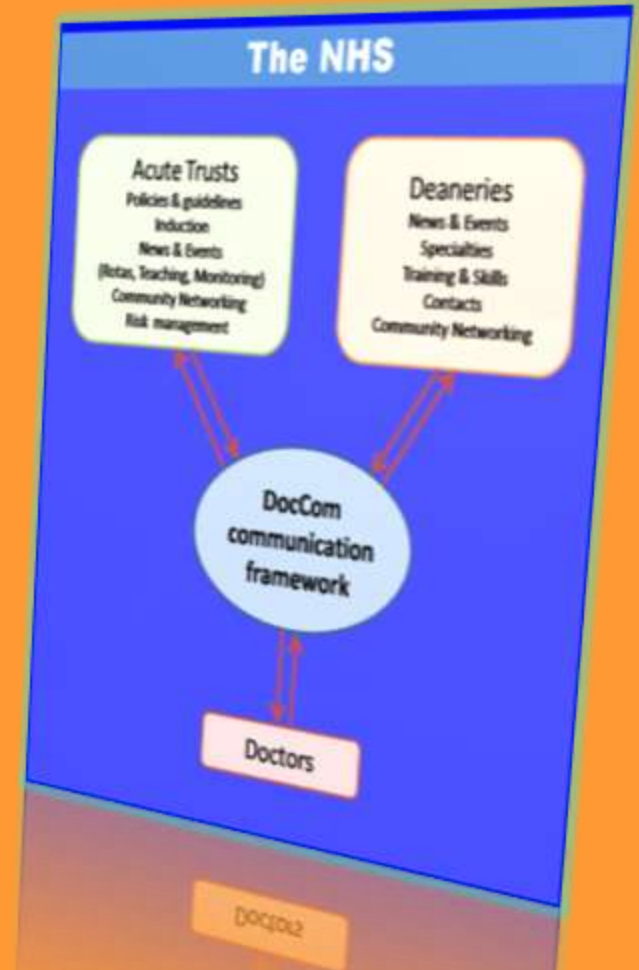 The NHS
Acute Trusts
Policies & guidelines
Induction
News & Events
(Rotas, Teaching, Monitoring)
Community Networking
Risk management
Deaneries
News & Events
Specialties
Training & Skills
Contacts
Community Networking
DocCom
communication
framework
Doctors
Doctors